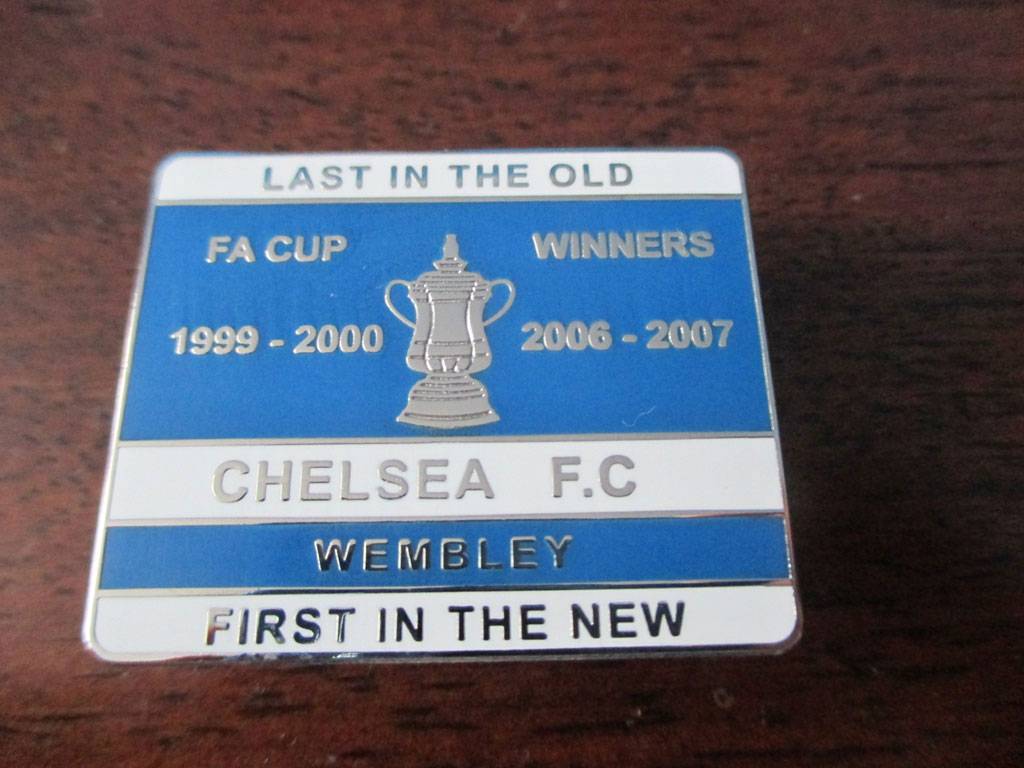 LAST IN THE OLD
FA CUP WINNERS
1999 - 2000 2006 - 2007
CHELSEA F.C
WEMBLEY
FIRST IN THE NEW